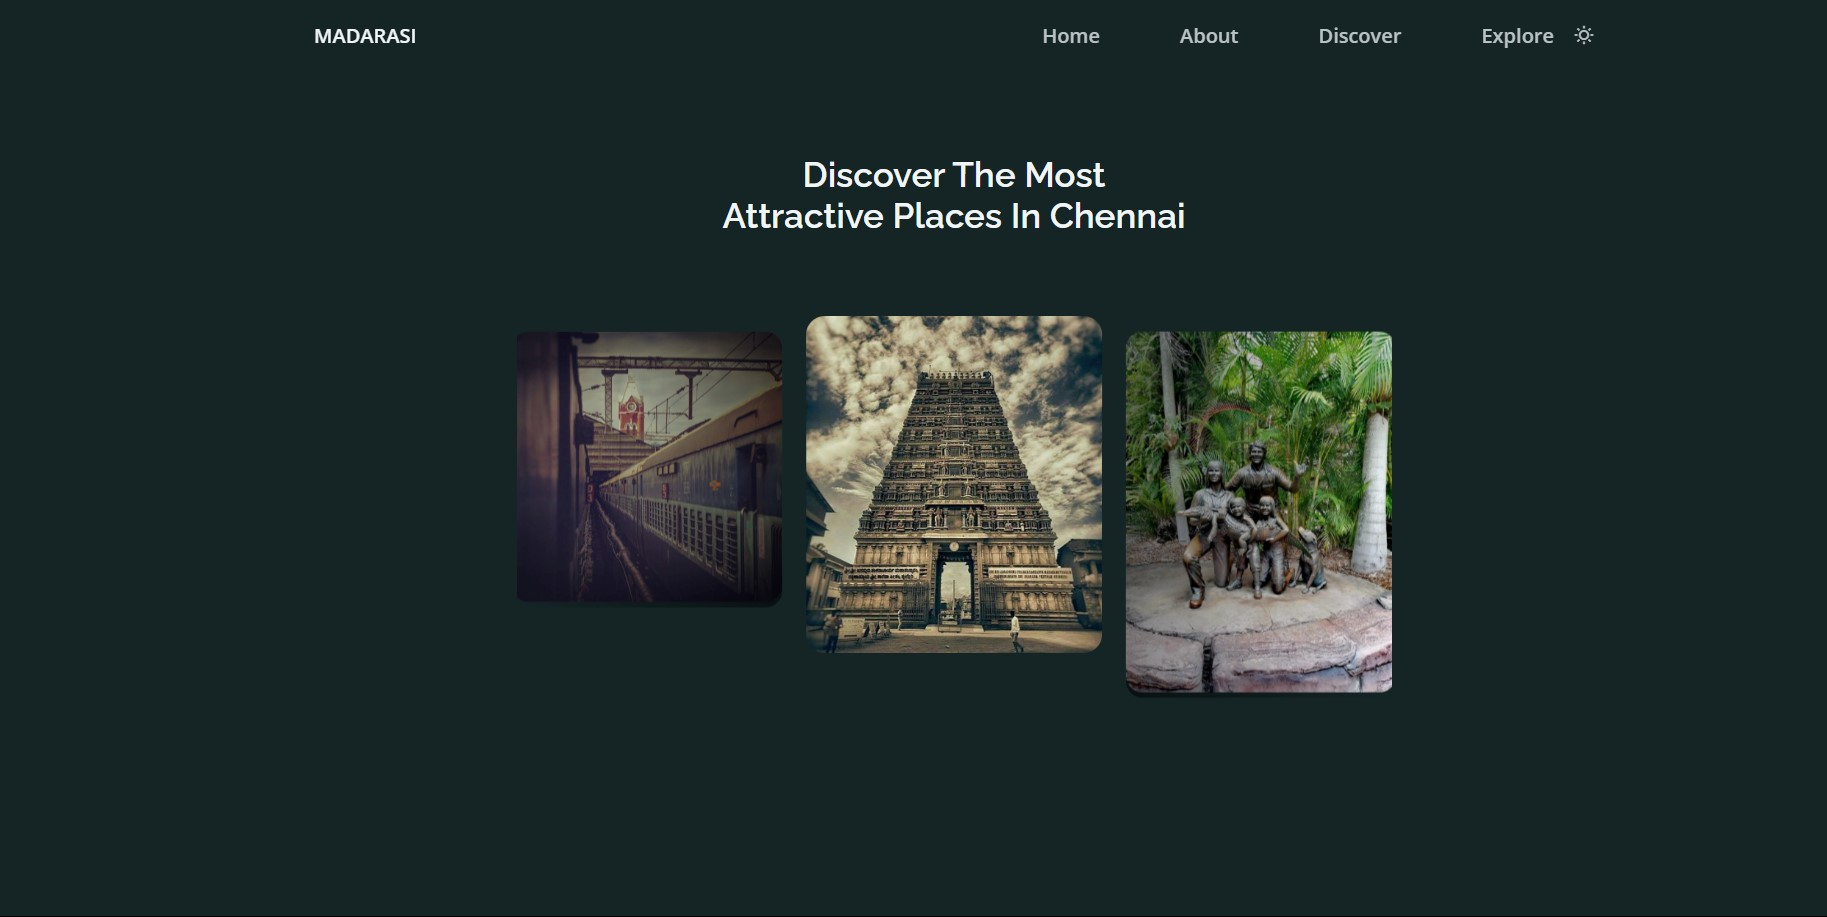 MADARASI
Home
About
Discover
Explore
Discover The Most
Attractive Places In Chennai